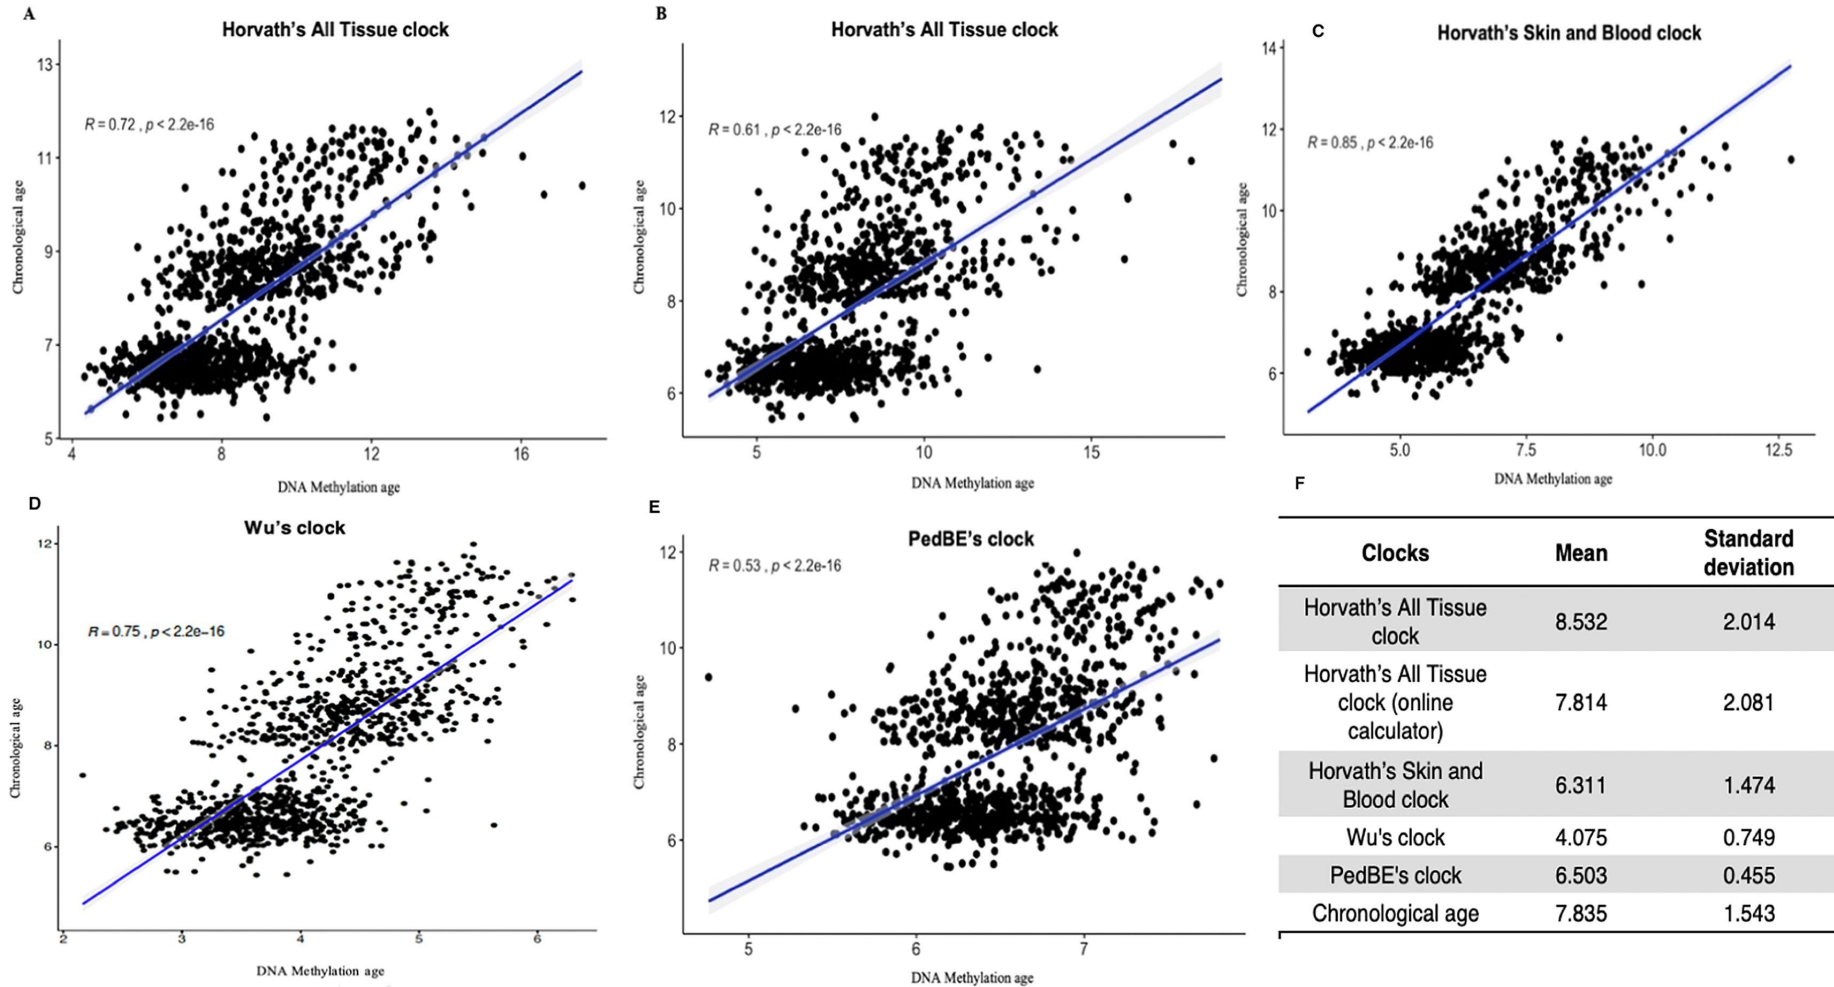 A
Horvath's All Tissue clock
R = 0.72 , p < 2.2e-16
Chronological age
13
11
9
7
5
4 8 12 16
DNA Methylation age
B
Horvath's All Tissue clock
R = 0.61 , p < 2.2e-16
Chronological age
12
10
8
6
5 10 15
DNA Methylation age
C
Horvath's Skin and Blood clock
R = 0.85 , p < 2.2e-16
Chronological age
14
12
10
8
6
5.0 7.5 10.0 12.5
DNA Methylation age
D
Wu's clock
R = 0.75 , p < 2.2e−16
Chronological age
12
10
8
6
2 3 4 5 6
DNA Methylation age
E
PedBE's clock
R = 0.53 , p < 2.2e-16
Chronological age
12
10
8
6
5 6 7
DNA Methylation age
F
Clocks Mean Standard
deviation
Horvath's All Tissue
clock 8.532 2.014
Horvath's All Tissue
clock (online 7.814 2.081
calculator)
Horvath's Skin and
Blood clock 6.311 1.474
Wu's clock 4.075 0.749
PedBE's clock 6.503 0.455
Chronological age 7.835 1.543